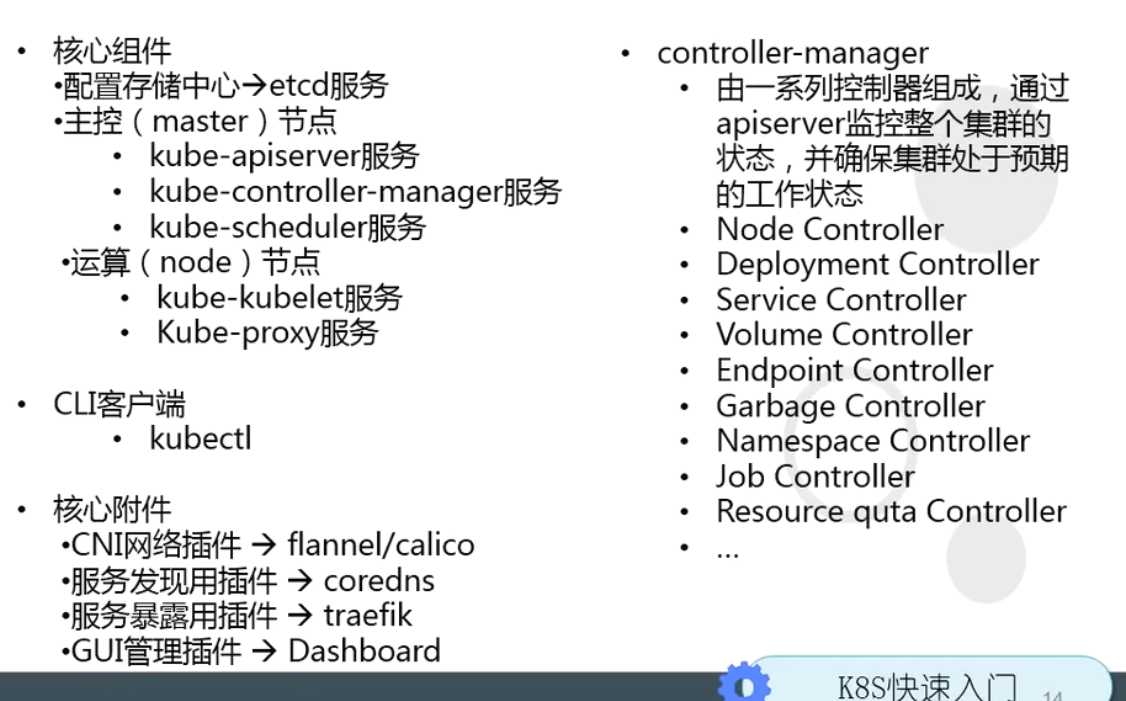 • 核心组件
•配置存储中心→etcd服务
•主控（master）节点
• kube-apiserver服务
• kube-controller-manager服务
• kube-scheduler服务
•运算（node）节点
• kube-kubelet服务
• Kube-proxy服务
• CLI客户端
• kubectl
• 核心附件
•CNI网络插件 → flannel/calico
•服务发现用插件 → coredns
•服务暴露用插件 → traefik
•GUI管理插件 → Dashboard
• controller-manager
• 由一系列控制器组成，通过
apiserver监控整个集群的
状态，并确保集群处于预期
的工作状态
• Node Controller
• Deployment Controller
• Service Controller
• Volume Controller
• Endpoint Controller
• Garbage Controller
• Namespace Controller
• Job Controller
• Resource quta Controller
• ...
K8S快速入门
14